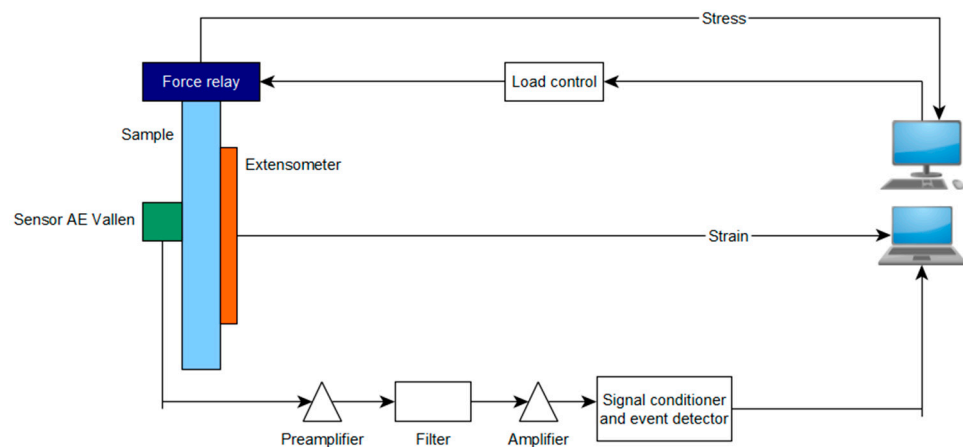 Stress
Force relay
Load control
Sample
Extensometer
Sensor AE Vallen
Strain
Signal conditioner
and event detector
Preamplifier
Filter
Amplifier